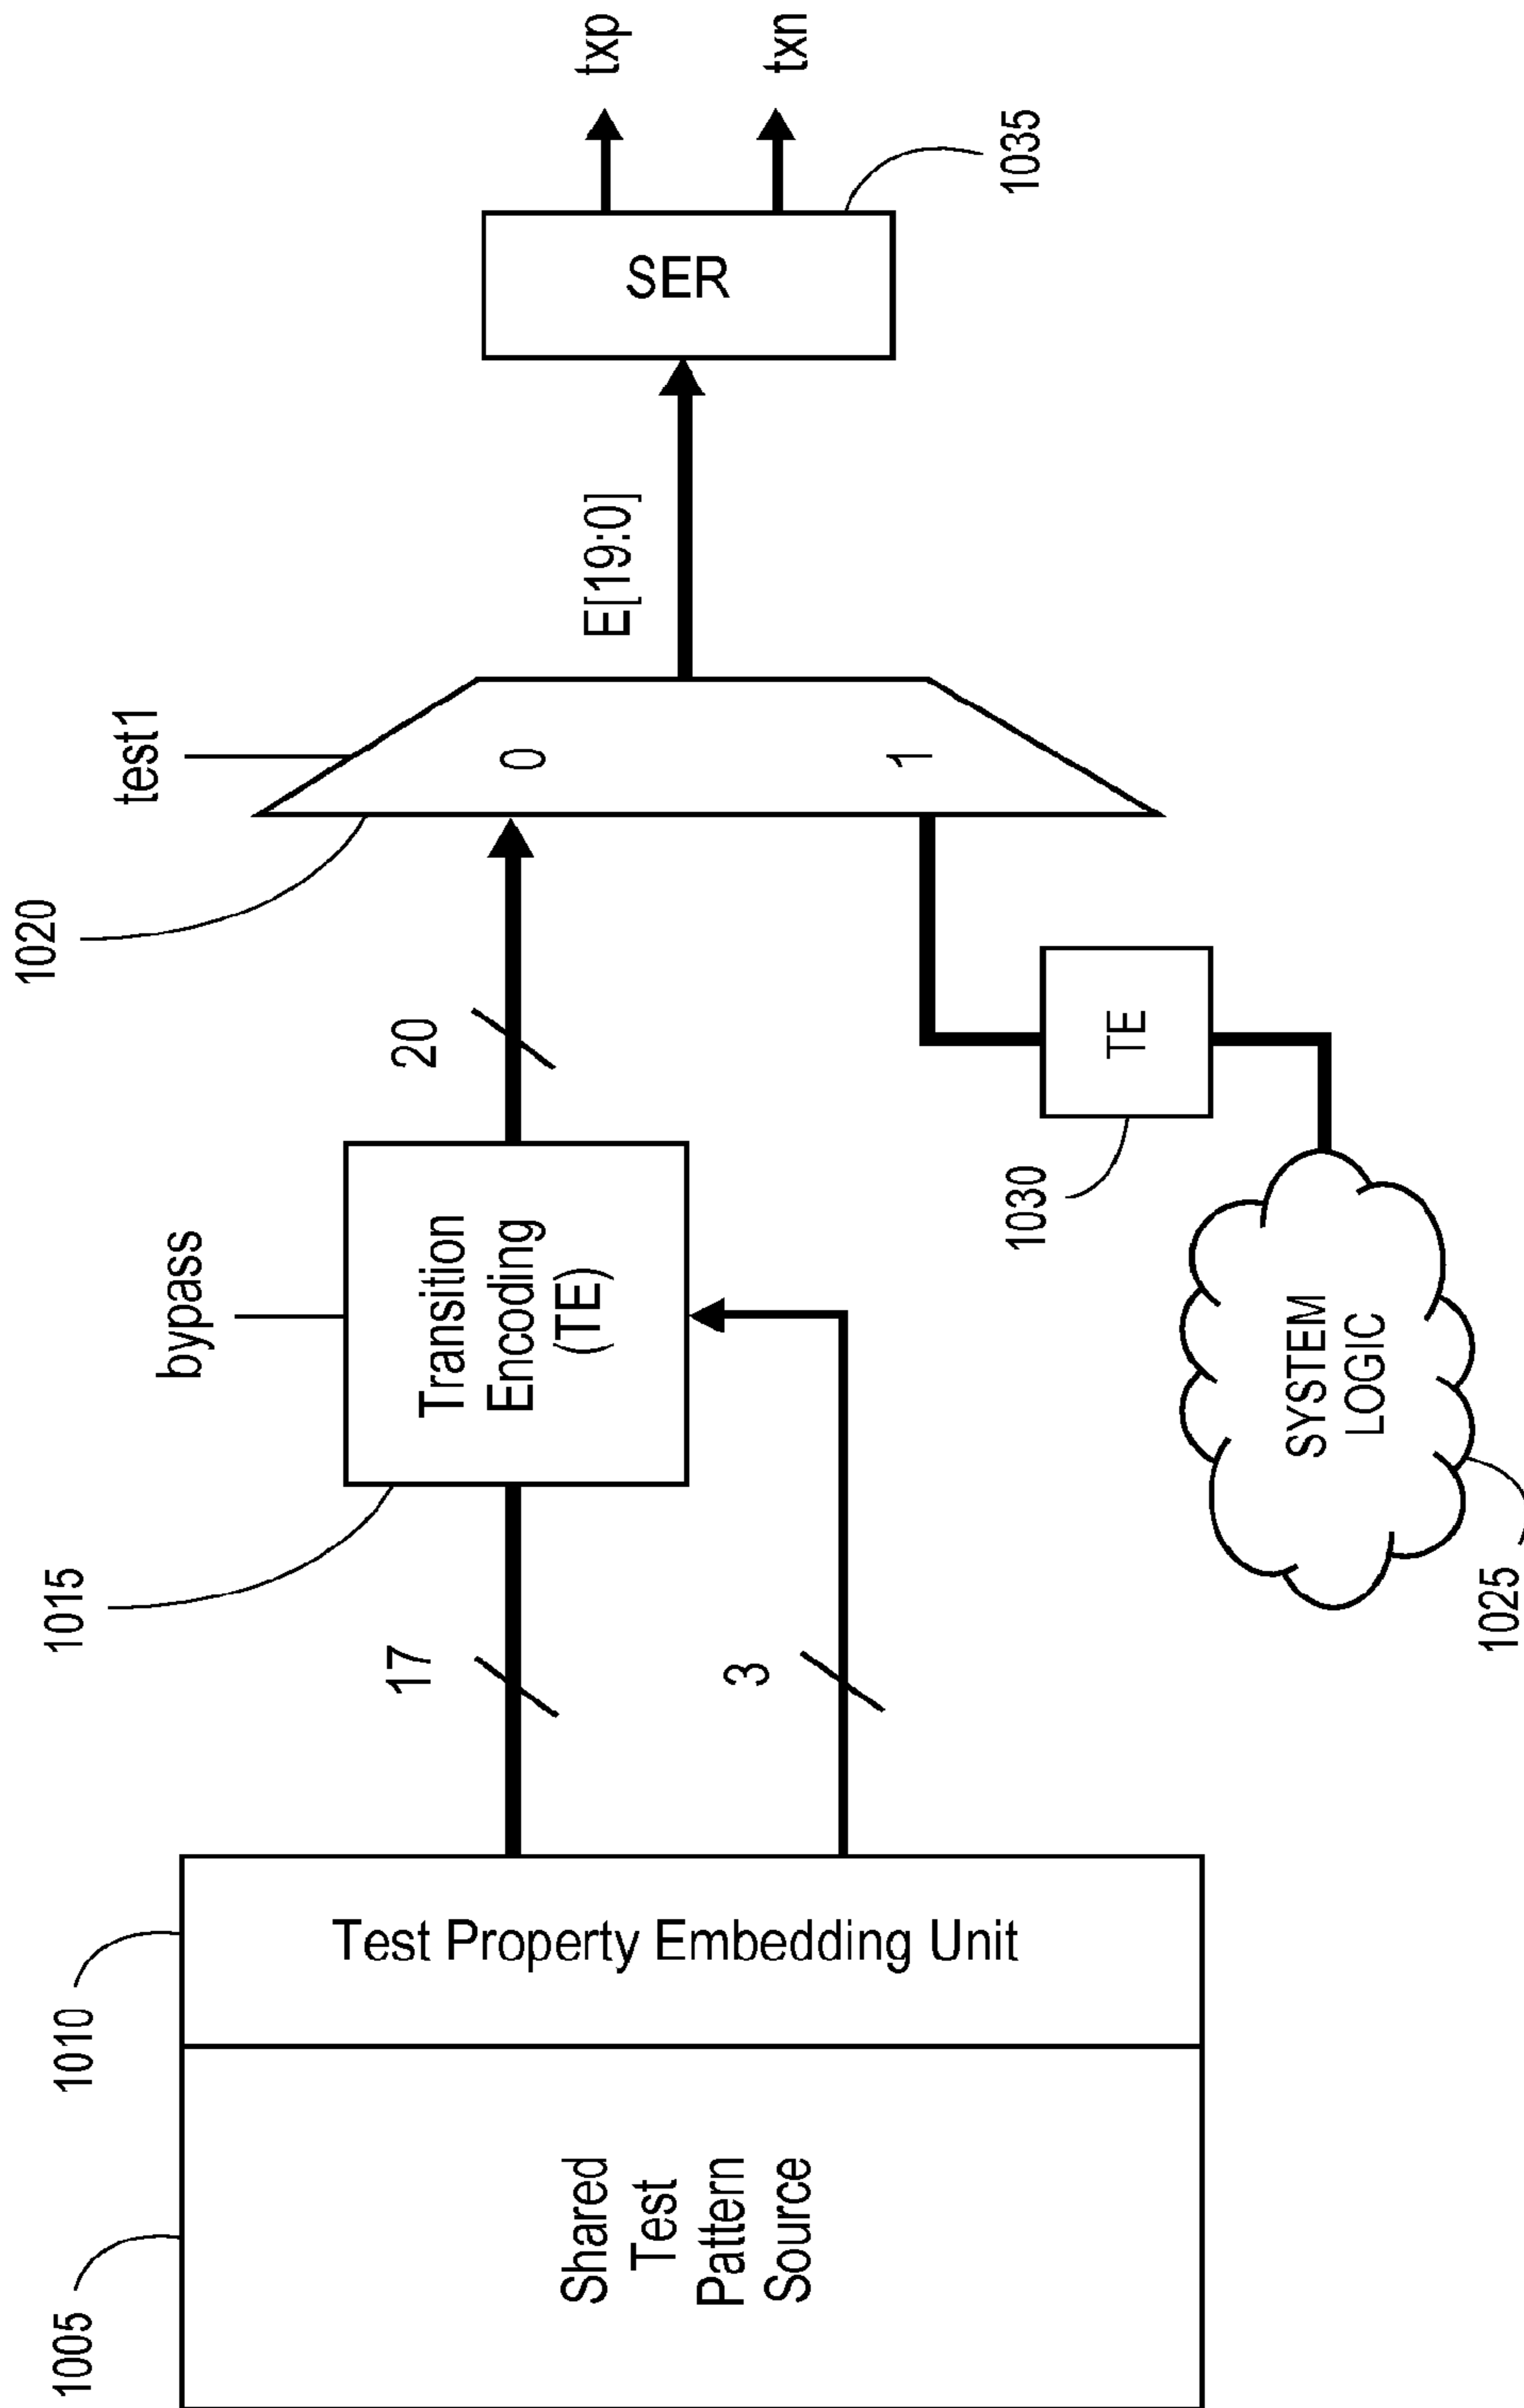 1005
Shared
Test
Pattern
Source
1010
Test Property Embedding Unit
17
3
1015
bypass
Transition
Encoding
(TE)
20
1020
test1
0
1
SYSTEM
LOGIC
1025
TE
1030
E[19:0]
SER
1035
txp
txn